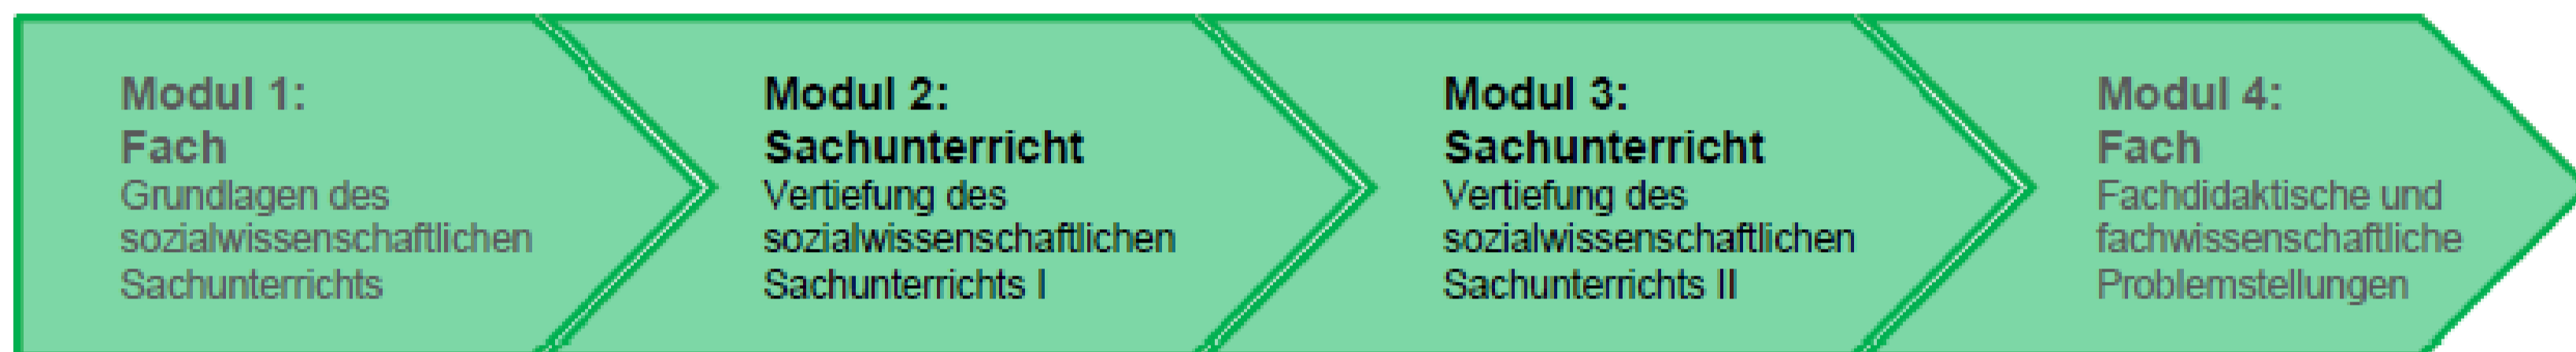 Modul 1:
Fach
Grundlagen des
sozialwissenschaftlichen
Sachunterrichts
Modul 2:
Sachunterricht
Vertiefung des
sozialwissenschaftlichen
Sachunterrichts I
Modul 3:
Sachunterricht
Vertiefung des
sozialwissenschaftlichen
Sachunterrichts II
Modul 4:
Fach
Fachdidaktische und
fachwissenschaftliche
Problemstellungen